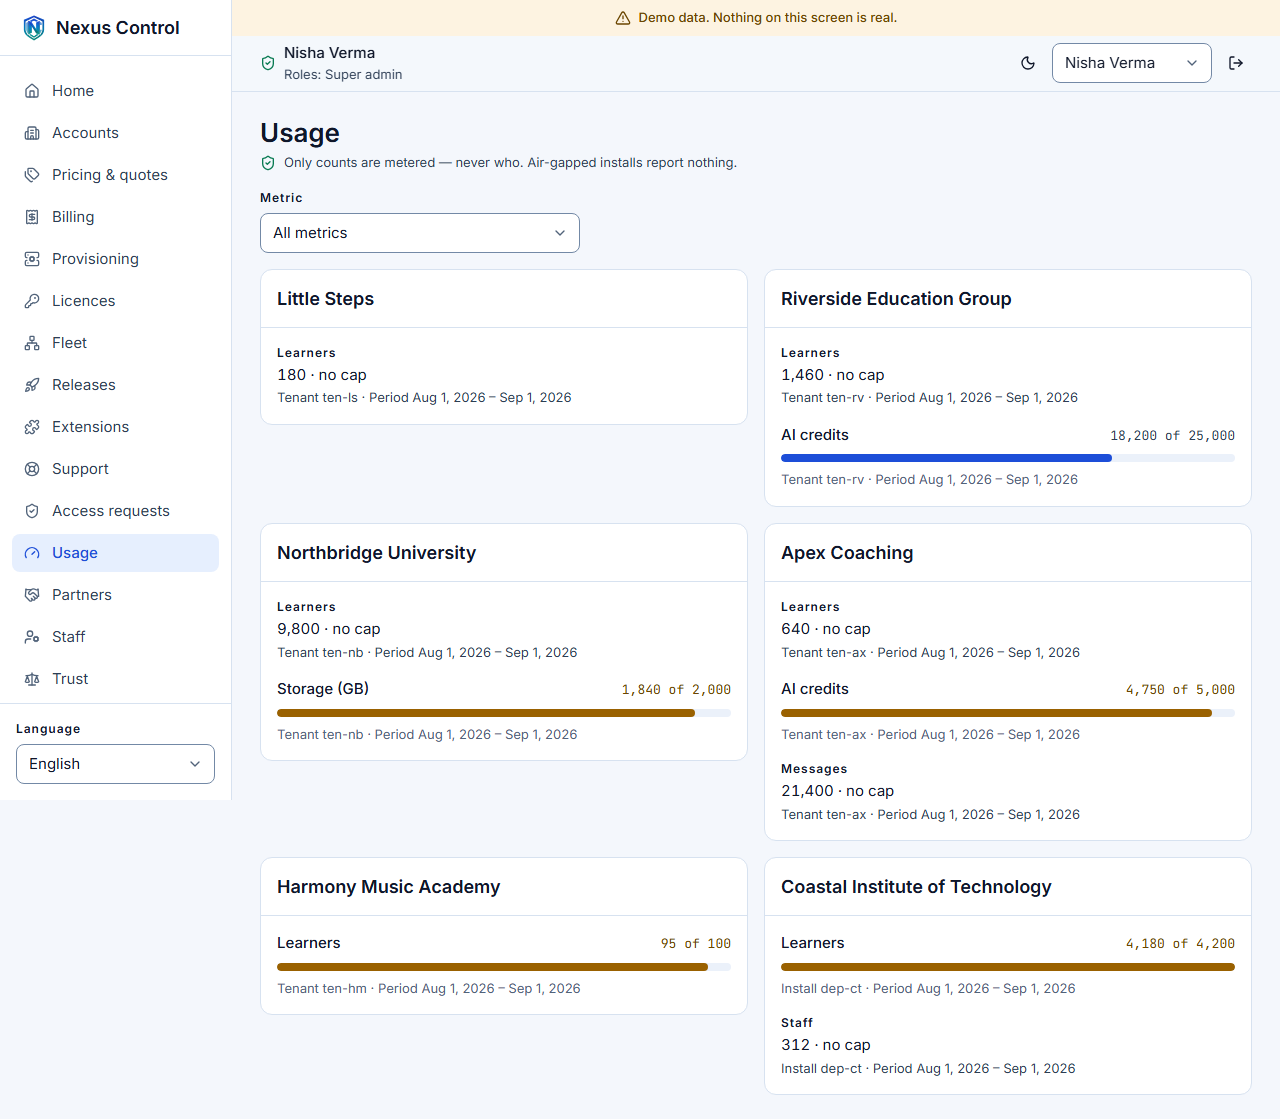 Nexus Control
Home
Accounts
Pricing & quotes
Billing
Provisioning
Licences
Fleet
Releases
Extensions
Support
Access requests
Usage
Partners
Staff
Trust
Language
English
Demo data. Nothing on this screen is real.
Nisha Verma
Roles: Super admin
Nisha Verma
Usage
Only counts are metered — never who. Air-gapped installs report nothing.
Metric
All metrics
Little Steps
Learners
180 · no cap
Tenant ten-ls · Period Aug 1, 2026 – Sep 1, 2026
Riverside Education Group
Learners
1,460 · no cap
Tenant ten-rv · Period Aug 1, 2026 – Sep 1, 2026
AI credits 18,200 of 25,000
Tenant ten-rv · Period Aug 1, 2026 – Sep 1, 2026
Northbridge University
Learners
9,800 · no cap
Tenant ten-nb · Period Aug 1, 2026 – Sep 1, 2026
Storage (GB) 1,840 of 2,000
Tenant ten-nb · Period Aug 1, 2026 – Sep 1, 2026
Apex Coaching
Learners
640 · no cap
Tenant ten-ax · Period Aug 1, 2026 – Sep 1, 2026
AI credits 4,750 of 5,000
Tenant ten-ax · Period Aug 1, 2026 – Sep 1, 2026
Messages
21,400 · no cap
Tenant ten-ax · Period Aug 1, 2026 – Sep 1, 2026
Harmony Music Academy
Learners 95 of 100
Tenant ten-hm · Period Aug 1, 2026 – Sep 1, 2026
Coastal Institute of Technology
Learners 4,180 of 4,200
Install dep-ct · Period Aug 1, 2026 – Sep 1, 2026
Staff
312 · no cap
Install dep-ct · Period Aug 1, 2026 – Sep 1, 2026